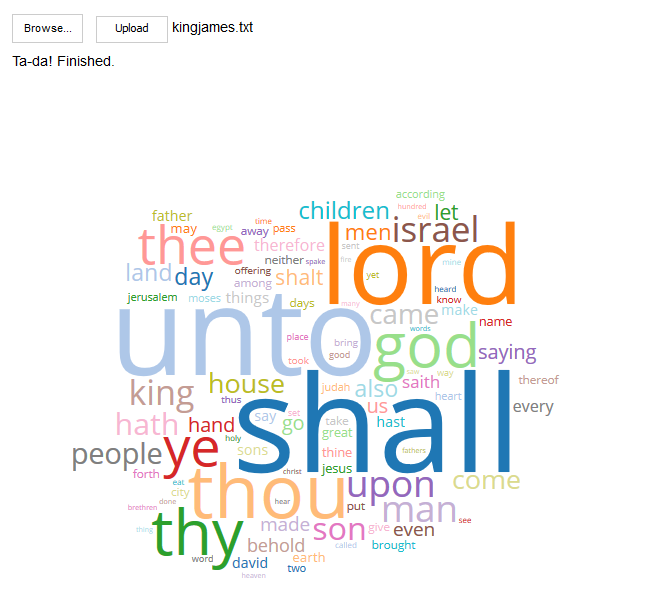 Browse... Upload kingjames.txt
Ta-da! Finished.
according
children hundred let
father time evil
may egypt away pass men israel
thee therefore sent lord
neither spake fire mine
land day offering shalt yet
among heard
jerusalem moses things days many know
unto came make name
words
place god saying
bring
good
took saw way thereof
king house judah also saith
thus us heart every
hath hand say set take hast
holy go great
ye shall
people sons thine fathers
forth christ jesus
eat thou upon come
city
done hear put man
brethren see
thy made son give even
thing
behold called brought
word earth
david two
heaven